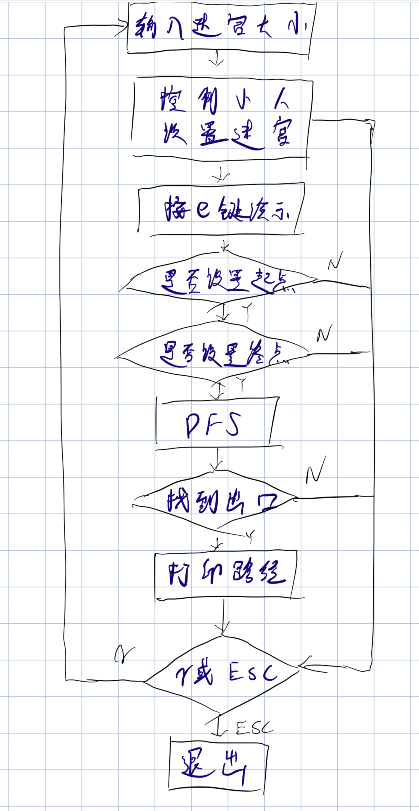 输入迷宫大小
控制小人
设置迷宫
按e键演示
是否设置起点
N
Y
是否设置终点
N
Y
DFS
找到出口
N
Y
打印路径
r
r或ESC
ESC
退出